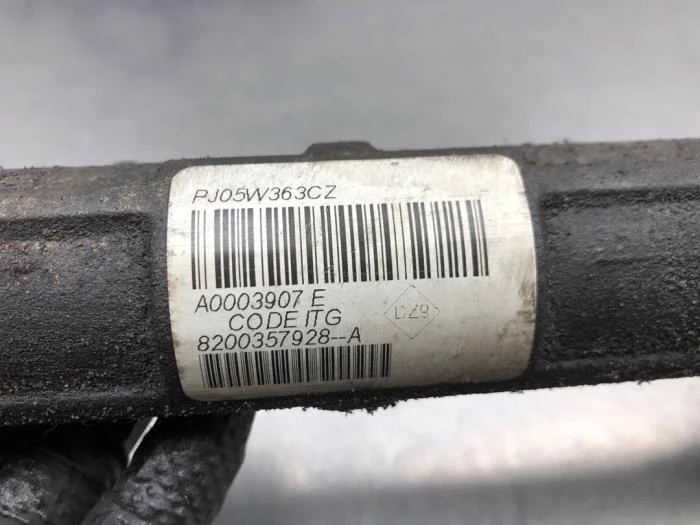 PJ05W363CZ
A0003907 E
CODE ITG
8200357928--A